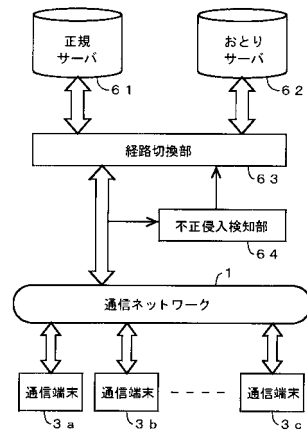 正規
サーバ
おとり
サーバ
61
62
経路切換部
63
不正侵入検知部
64
1
通信ネットワーク
通信端末
通信端末
通信端末
3a
3b
3c